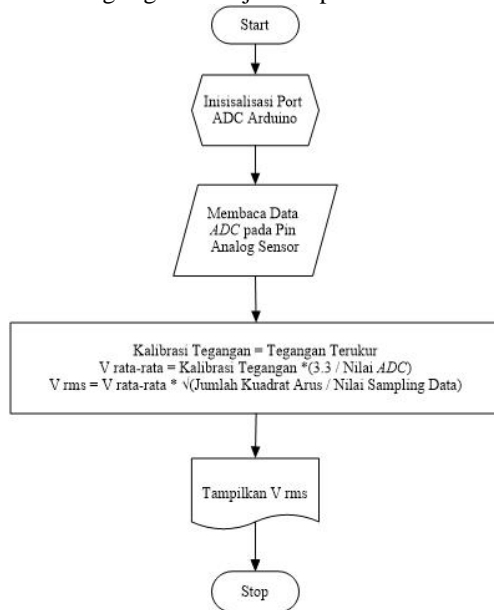 Start
Inisisalisasi Port
ADC Arduino
Membaca Data
ADC pada Pin
Analog Sensor
Kalibrasi Tegangan = Tegangan Terukur
V rata-rata = Kalibrasi Tegangan *(3.3 / Nilai ADC)
V rms = V rata-rata * √(Jumlah Kuadrat Arus / Nilai Sampling Data)
Tampilkan V rms
Stop